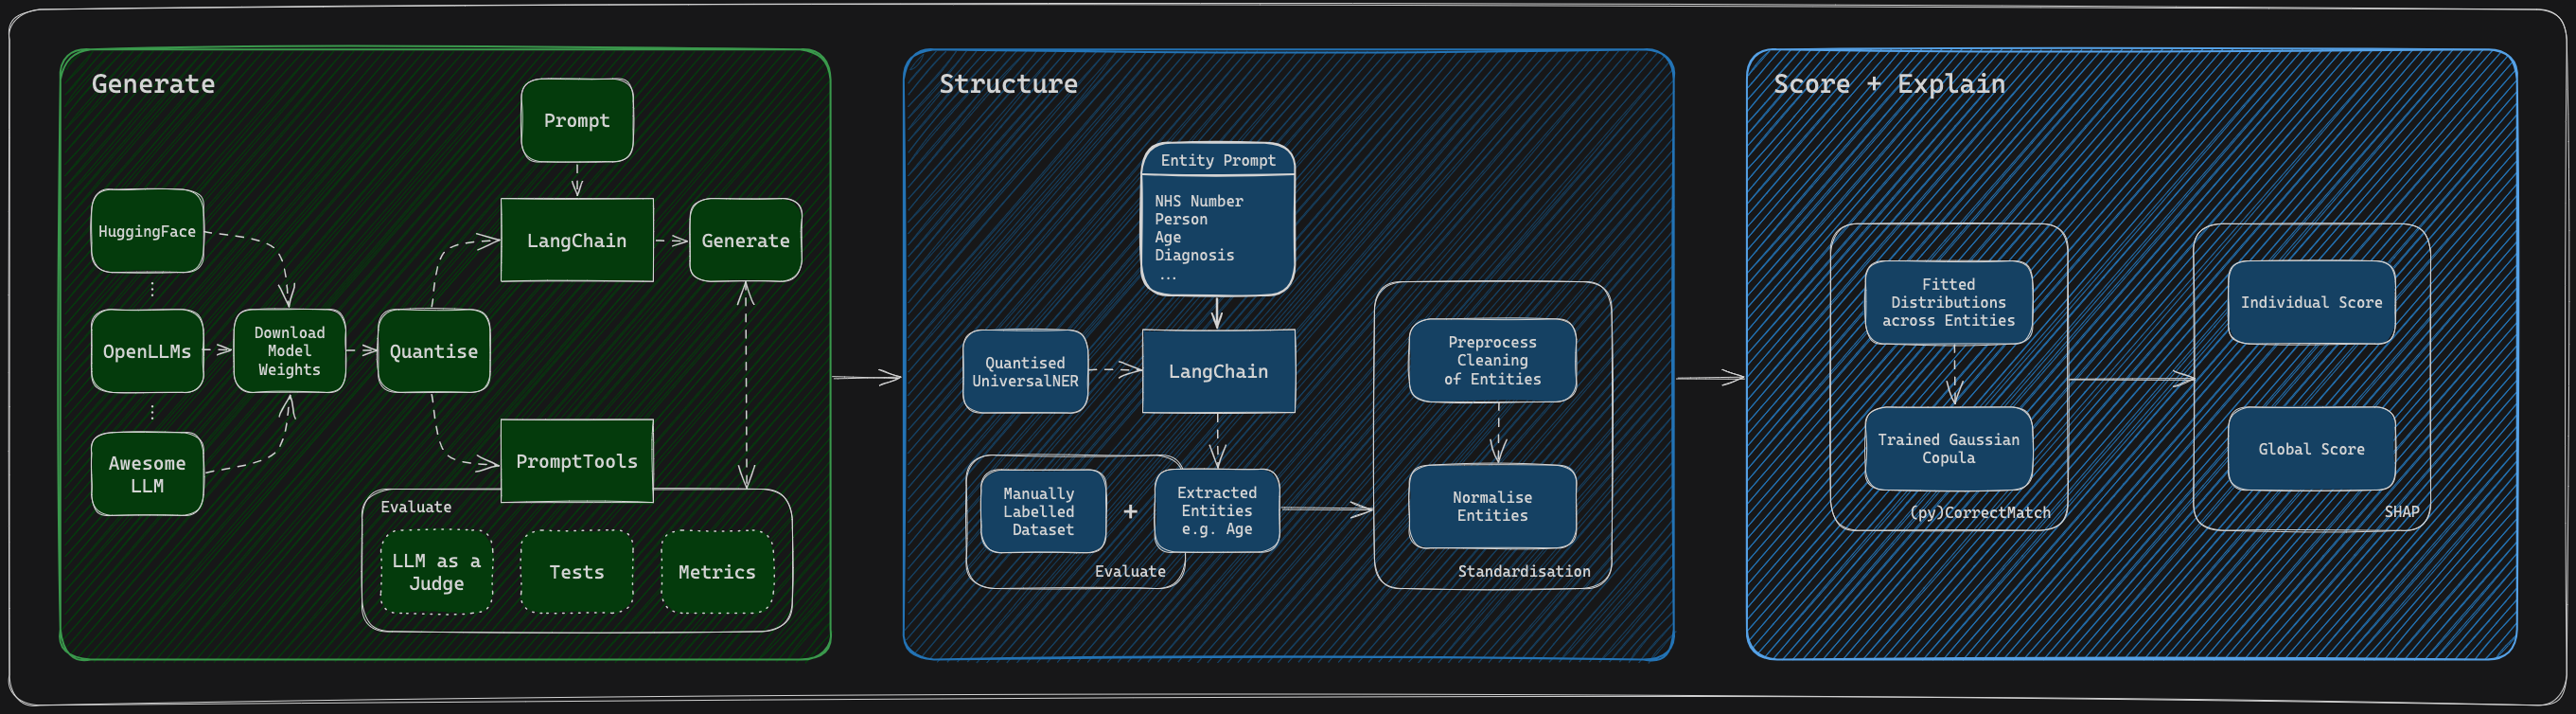 Generate
Prompt
HuggingFace
LangChain
Generate
OpenLLMs
Download
Model
Weights
Quantise
Awesome
LLM
PromptTools
Evaluate
LLM as a
Judge
Tests
Metrics
Structure
Entity Prompt
NHS Number
Person
Age
Diagnosis
...
Quantised
UniversalNER
LangChain
Manually
Labelled
Dataset
+
Extracted
Entities
e.g. Age
Evaluate
Preprocess
Cleaning
of Entities
Normalise
Entities
Standardisation
Score + Explain
Fitted
Distributions
across Entities
Trained Gaussian
Copula
(py)CorrectMatch
Individual Score
Global Score
SHAP